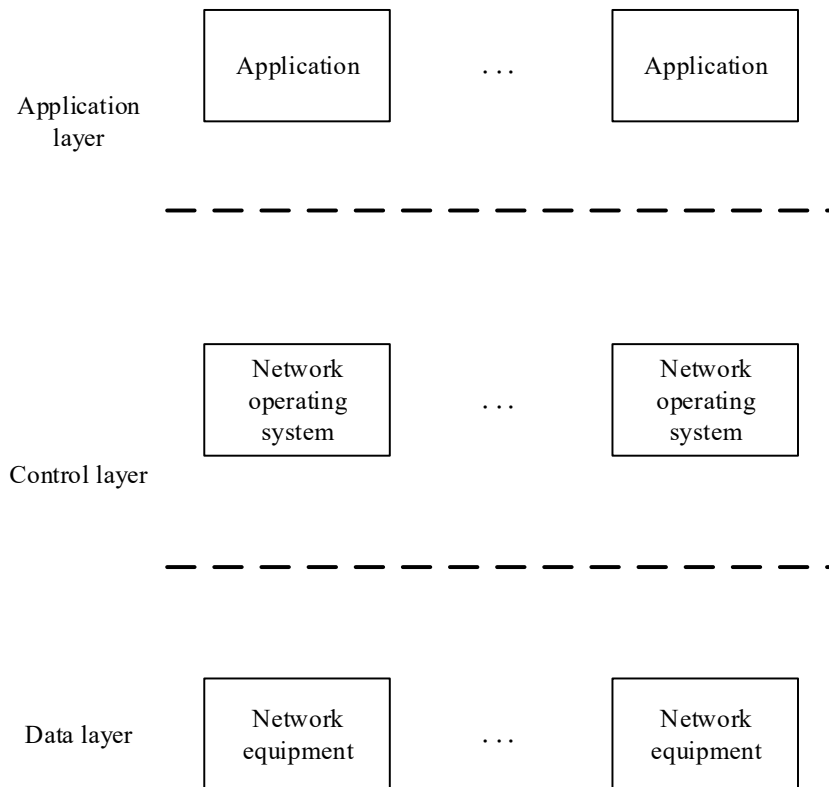 Application
. . .
Application
Application
layer
Network
operating
system
. . .
Network
operating
system
Control layer
Data layer
Network
equipment
. . .
Network
equipment